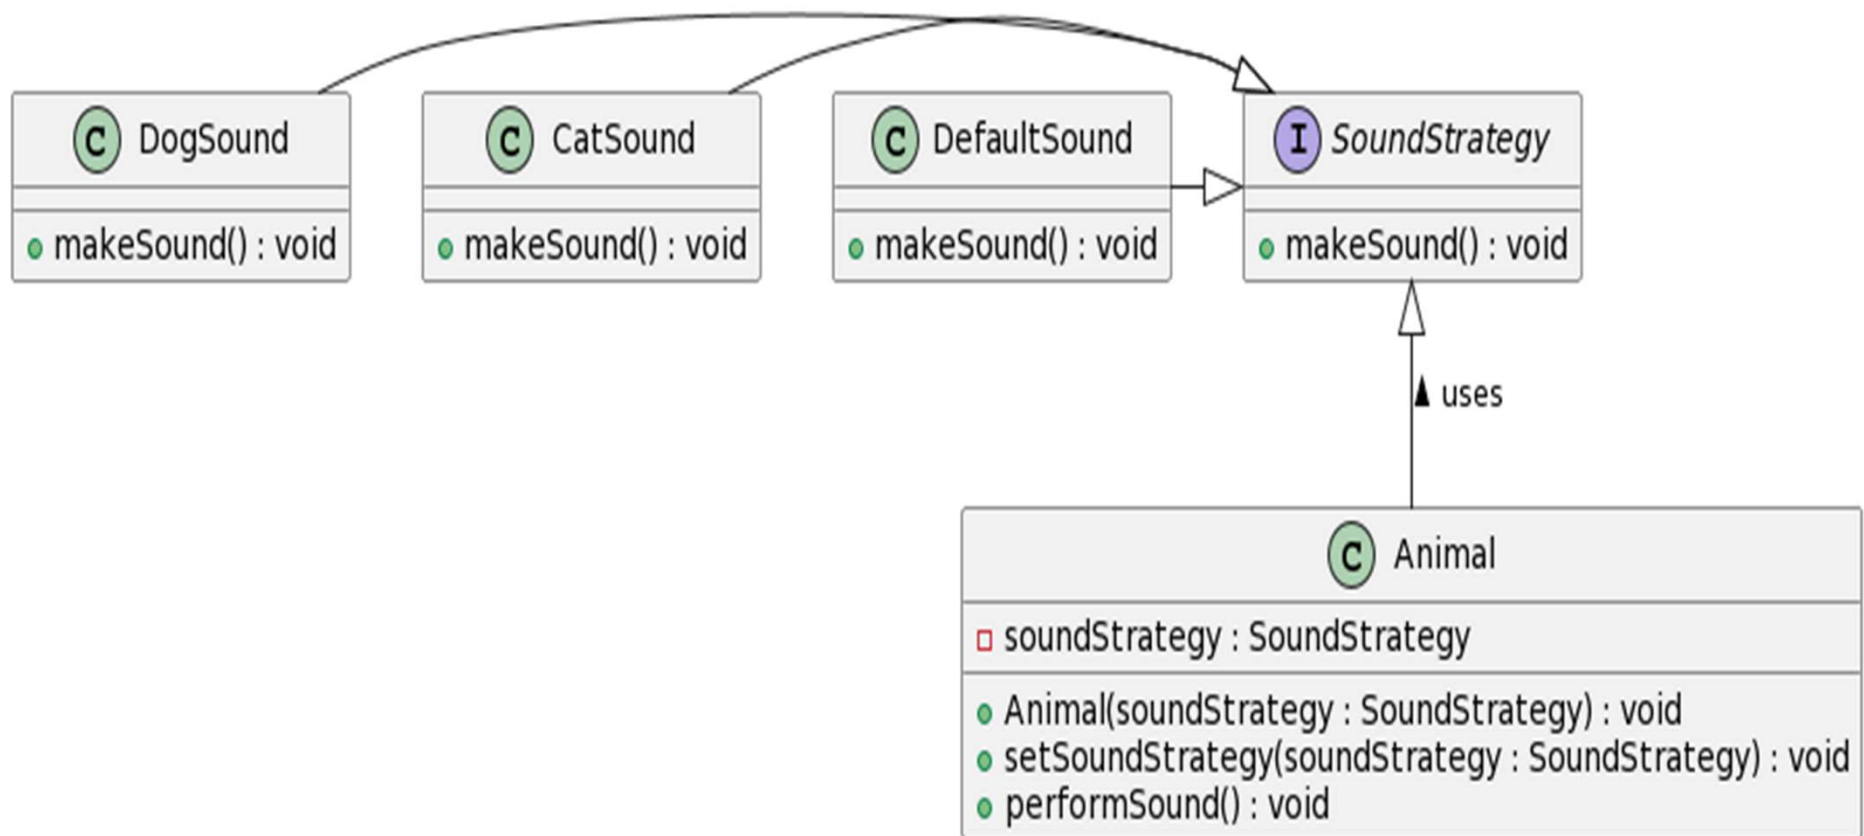 C DogSound
makeSound() : void
C CatSound
makeSound() : void
C DefaultSound
makeSound() : void
I SoundStrategy
makeSound() : void
uses
C Animal
soundStrategy : SoundStrategy
Animal(soundStrategy : SoundStrategy) : void
setSoundStrategy(soundStrategy : SoundStrategy) : void
performSound() : void